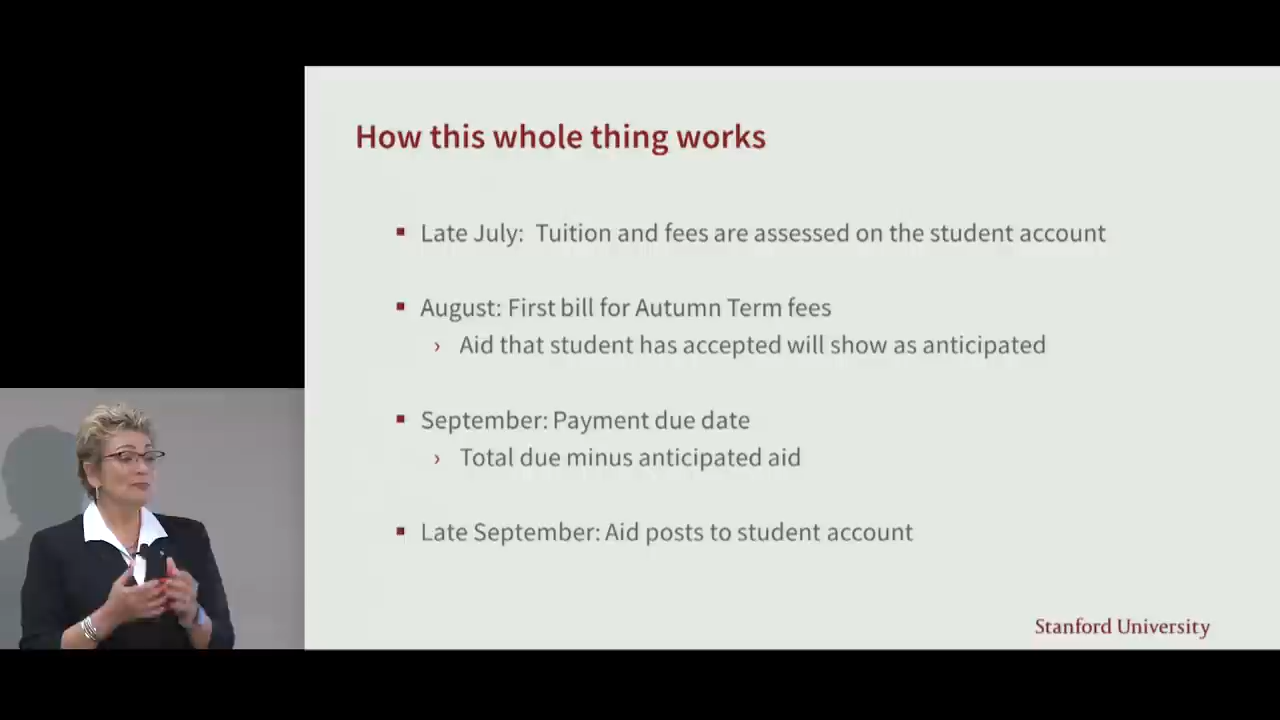 How this whole thing works
▪ Late July: Tuition and fees are assessed on the student account
▪ August: First bill for Autumn Term fees
› Aid that student has accepted will show as anticipated
▪ September: Payment due date
› Total due minus anticipated aid
▪ Late September: Aid posts to student account
Stanford University